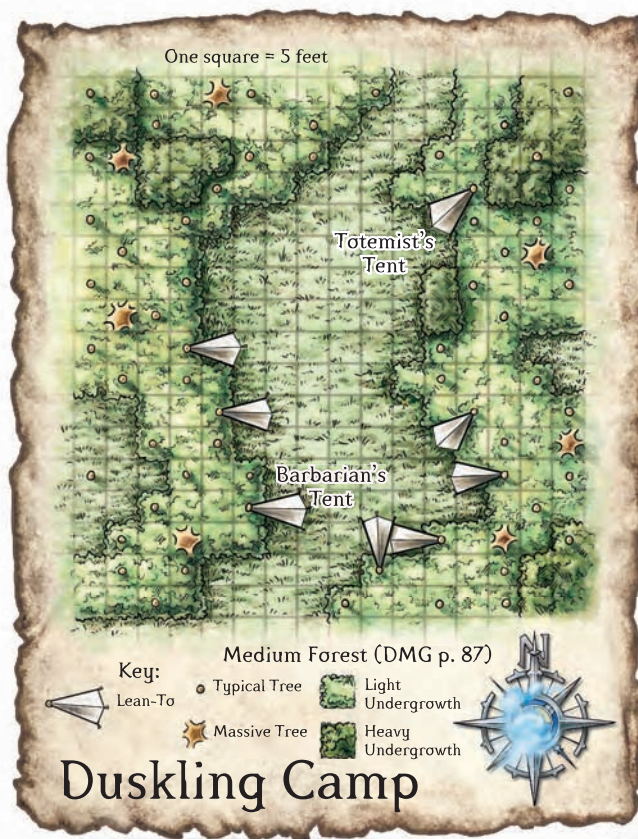 One square = 5 feet
Totemist's
Tent
Barbarian's
Tent
Medium Forest (DMG p. 87)
Key:
Lean-To
Typical Tree
Light
Undergrowth
Massive Tree
Heavy
Undergrowth
N
Duskling Camp